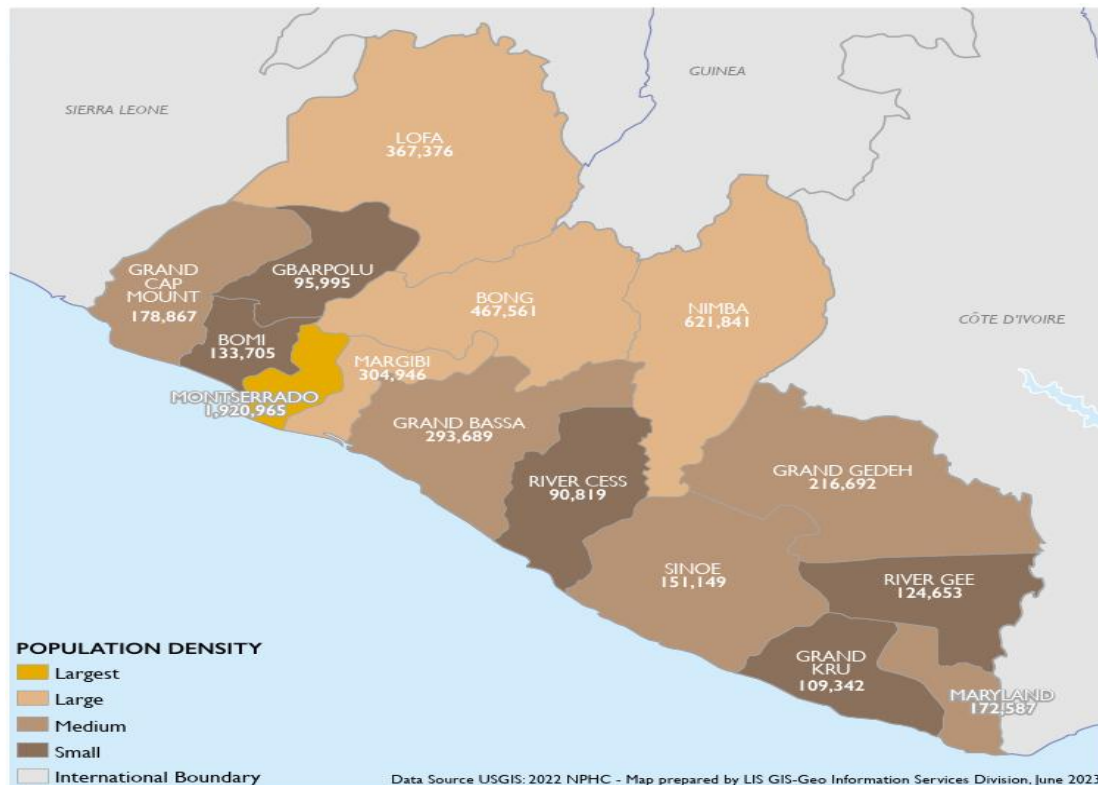 SIERRA LEONE
GUINEA
CÔTE D'IVOIRE
LOFA
367,376
GRAND
CAP
MOUNT
178,867
GBARPOLU
95,995
BONG
467,561
NIMBA
621,841
BOMI
133,705
MARGIBI
304,946
MONTSERRADO
1,920,965
GRAND BASSA
293,689
RIVER CESS
90,819
GRAND GEDEH
216,692
SINOE
151,149
RIVER GEE
124,653
GRAND
KRU
109,342
MARYLAND
172,587
POPULATION DENSITY
Largest
Large
Medium
Small
International Boundary
Data Source USGIS: 2022 NPHC - Map prepared by LIS GIS-Geo Information Services Division, June 2023